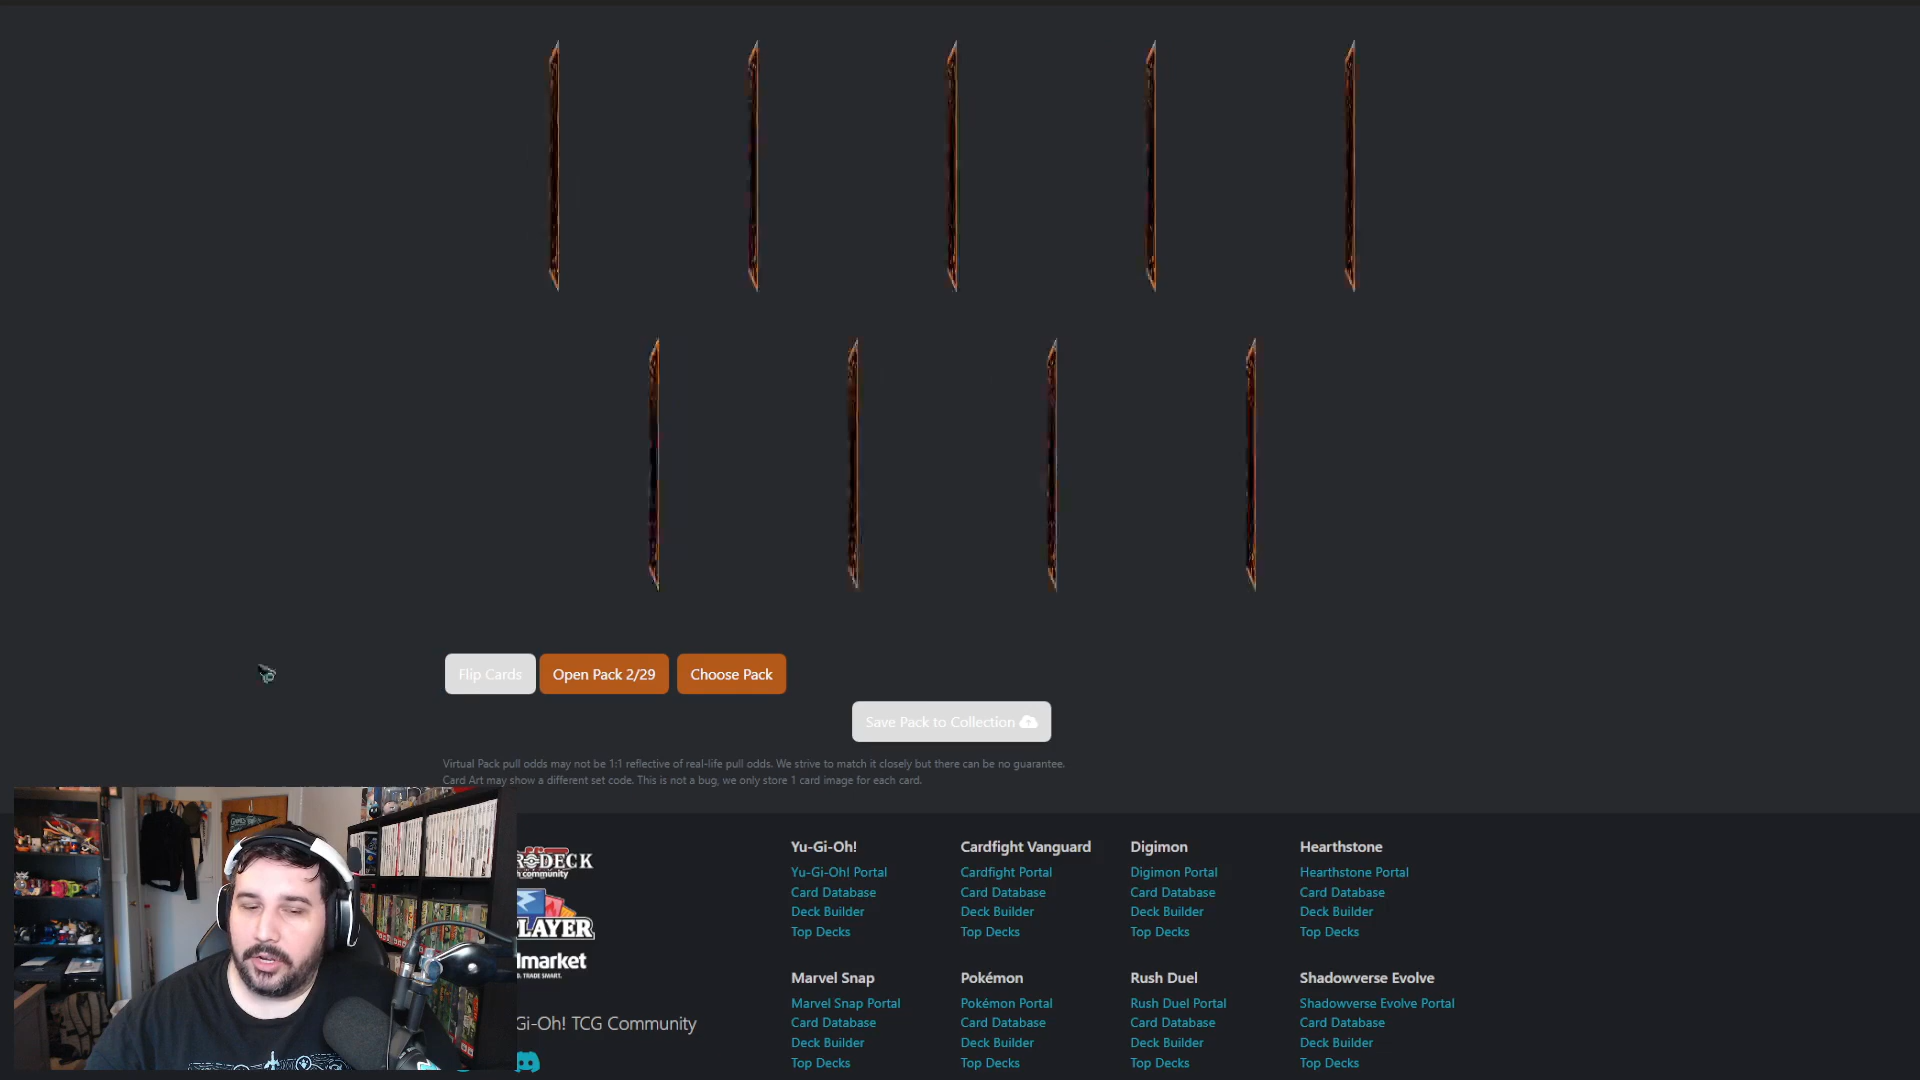 Flip Cards
Open Pack 2/29
Choose Pack
Save Pack to Collection
Virtual Pack pull odds may not be 1:1 reflective of real-life pull odds. We strive to match it closely but there can be no guarantee.
Card Art may show a different set code. This is not a bug, we only store 1 card image for each card.
RODECK
community
PLAYER
market
TRADE SMART.
Gi-Oh! TCG Community
Yu-Gi-Oh!
Yu-Gi-Oh! Portal
Card Database
Deck Builder
Top Decks
Cardfight Vanguard
Cardfight Portal
Card Database
Deck Builder
Top Decks
Digimon
Digimon Portal
Card Database
Deck Builder
Top Decks
Hearthstone
Hearthstone Portal
Card Database
Deck Builder
Top Decks
Marvel Snap
Marvel Snap Portal
Card Database
Deck Builder
Top Decks
Pokémon
Pokémon Portal
Card Database
Deck Builder
Top Decks
Rush Duel
Rush Duel Portal
Card Database
Deck Builder
Top Decks
Shadowverse Evolve
Shadowverse Evolve Portal
Card Database
Deck Builder
Top Decks